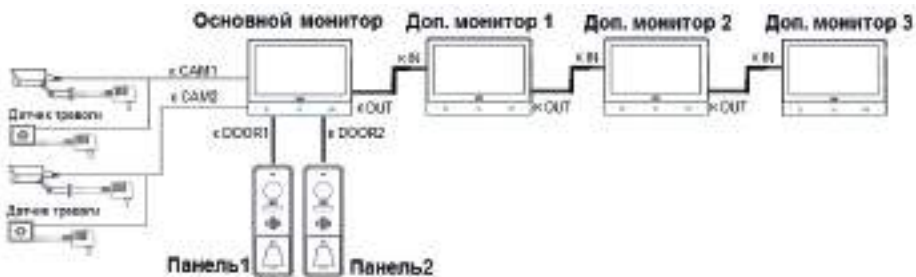 Основной монитор
Доп. монитор 1
Доп. монитор 2
Доп. монитор 3
к CAM1
к CAM2
к IN
к IN
к IN
к OUT
к OUT
к OUT
Датчик тревоги
к DOOR1
к DOOR2
Датчик тревоги
Панель1
Панель2